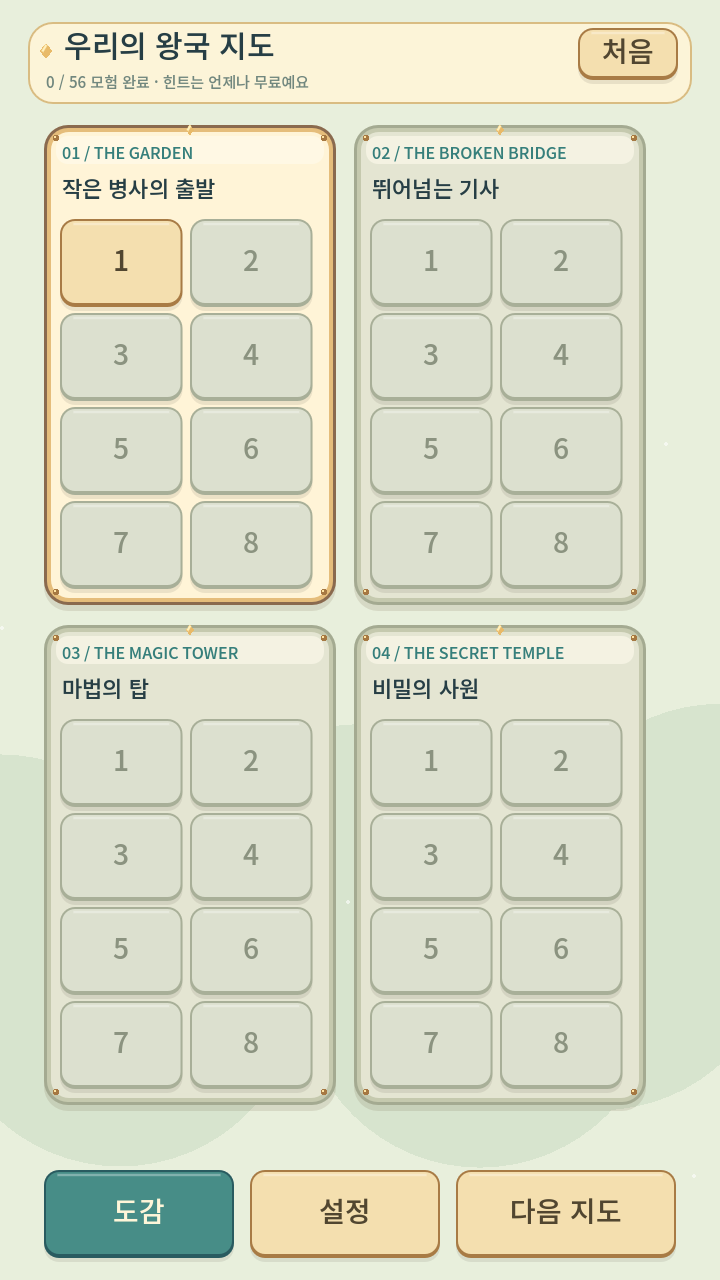 우리의 왕국 지도
0 / 56 모험 완료 · 힌트는 언제나 무료예요
처음
01 / THE GARDEN
작은 병사의 출발
1 2
3 4
5 6
7 8
02 / THE BROKEN BRIDGE
뛰어넘는 기사
1 2
3 4
5 6
7 8
03 / THE MAGIC TOWER
마법의 탑
1 2
3 4
5 6
7 8
04 / THE SECRET TEMPLE
비밀의 사원
1 2
3 4
5 6
7 8
도감 설정 다음 지도